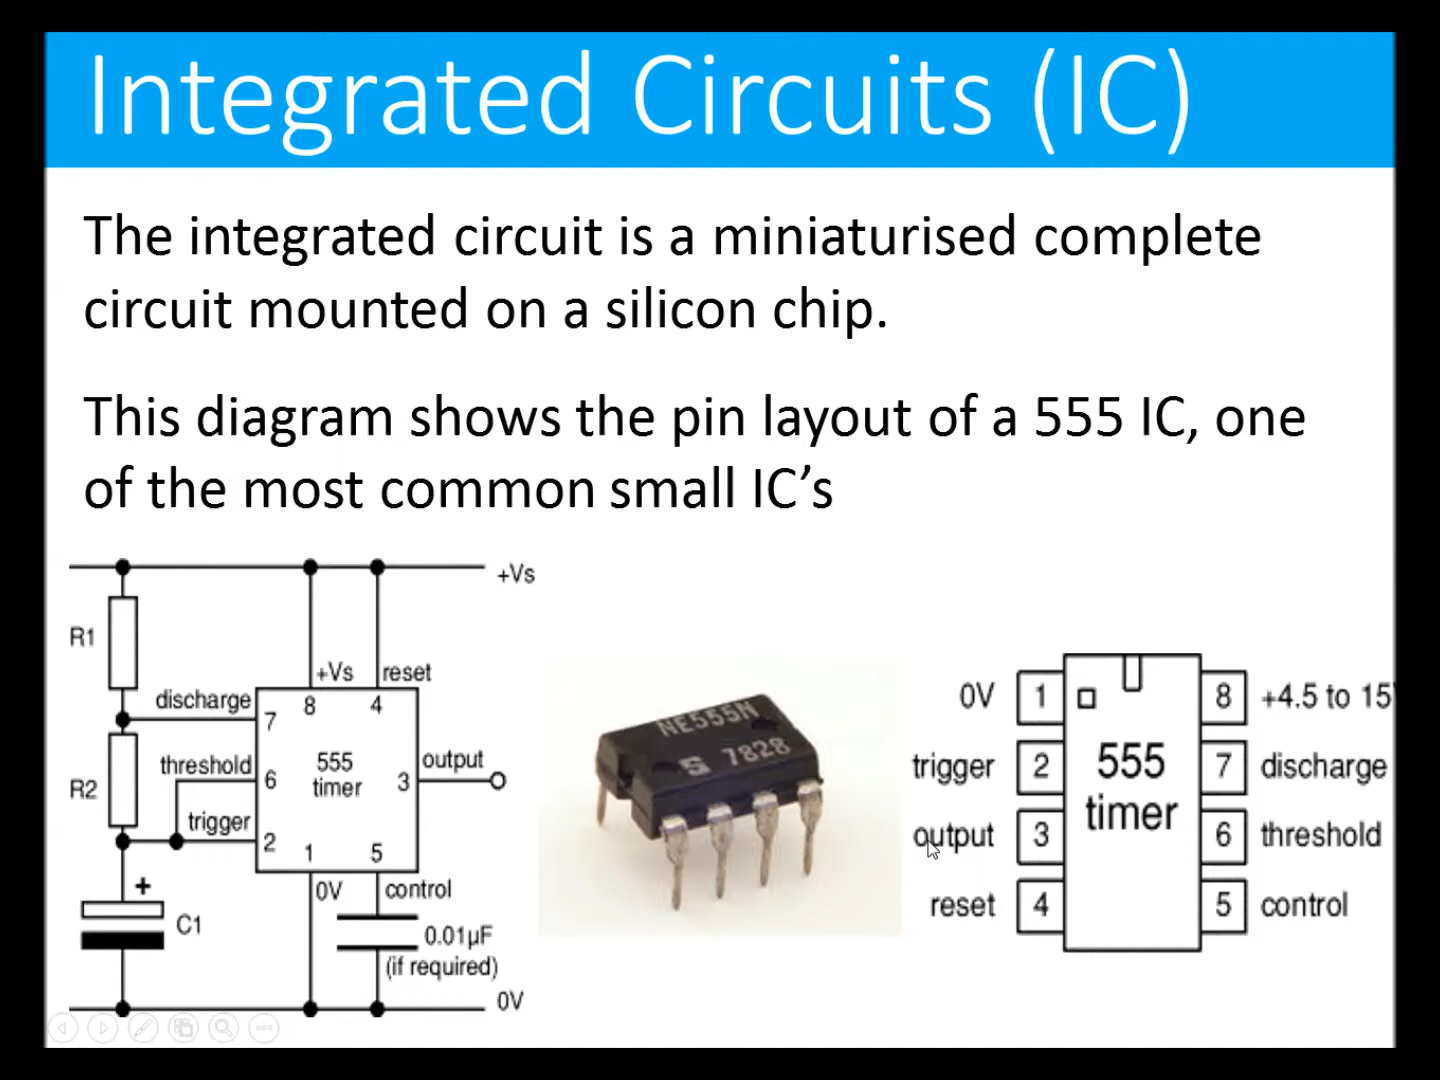 Integrated Circuits (IC)
The integrated circuit is a miniaturised complete
circuit mounted on a silicon chip.
This diagram shows the pin layout of a 555 IC, one
of the most common small IC’s
+Vs
R1
+Vs
reset
discharge
8
4
7
R2
threshold
6
555
timer
3
output
trigger
2
1
5
+
0V
control
C1
0.01µF
(if required)
0V
NE555N
S 7828
0V
1
8
+4.5 to 15
trigger
2
555
timer
7
discharge
output
3
6
threshold
reset
4
5
control